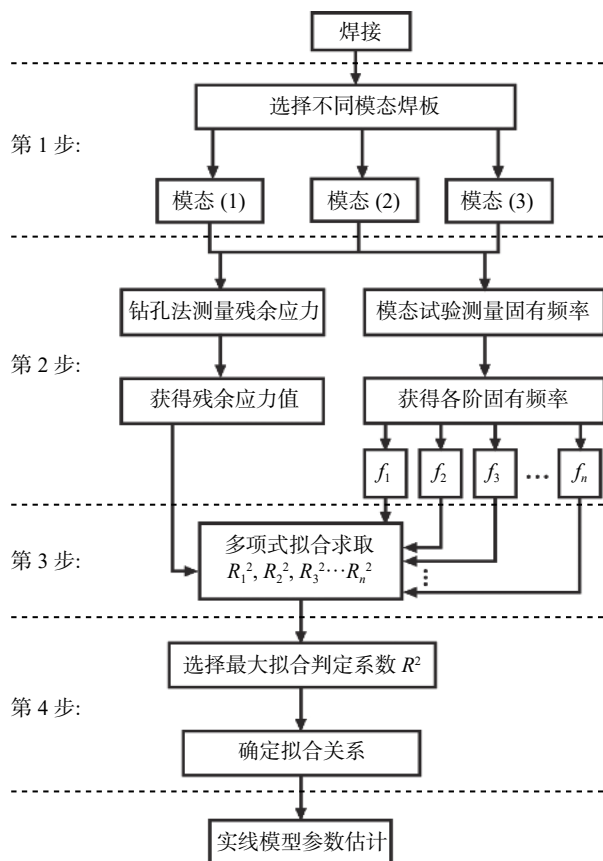 焊接
选择不同模态焊板
第 1 步:
模态 (1)
模态 (2)
模态 (3)
钻孔法测量残余应力
模态试验测量固有频率
第 2 步:
获得残余应力值
获得各阶固有频率
f₁
f₂
f₃
…
fₙ
多项式拟合求取
R₁², R₂², R₃²⋯Rₙ²
⋮
第 3 步:
选择最大拟合判定系数 R²
第 4 步:
确定拟合关系
实线模型参数估计